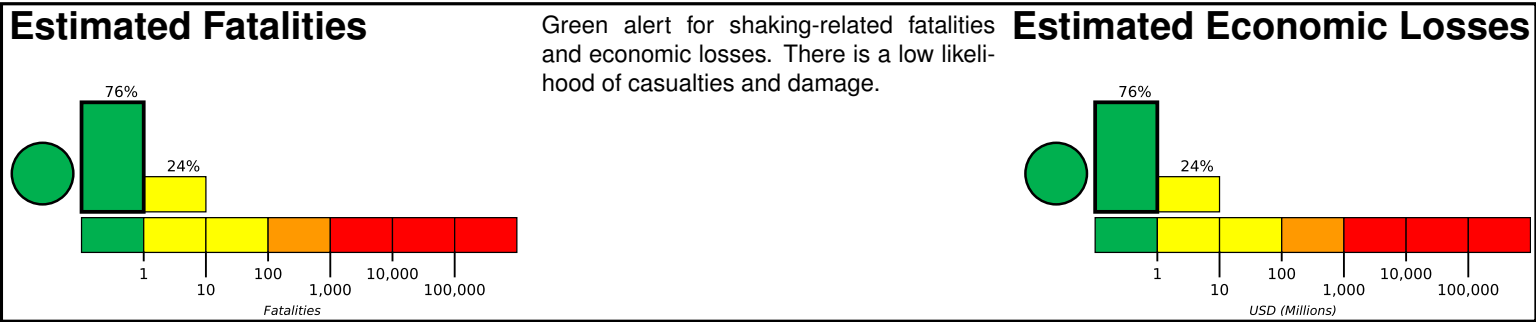 Estimated Fatalities
76%
24%
1
10
100
1,000
10,000
100,000
Fatalities
Green alert for shaking-related fatalities
and economic losses. There is a low likeli-
hood of casualties and damage.
Estimated Economic Losses
76%
24%
1
10
100
1,000
10,000
100,000
USD (Millions)